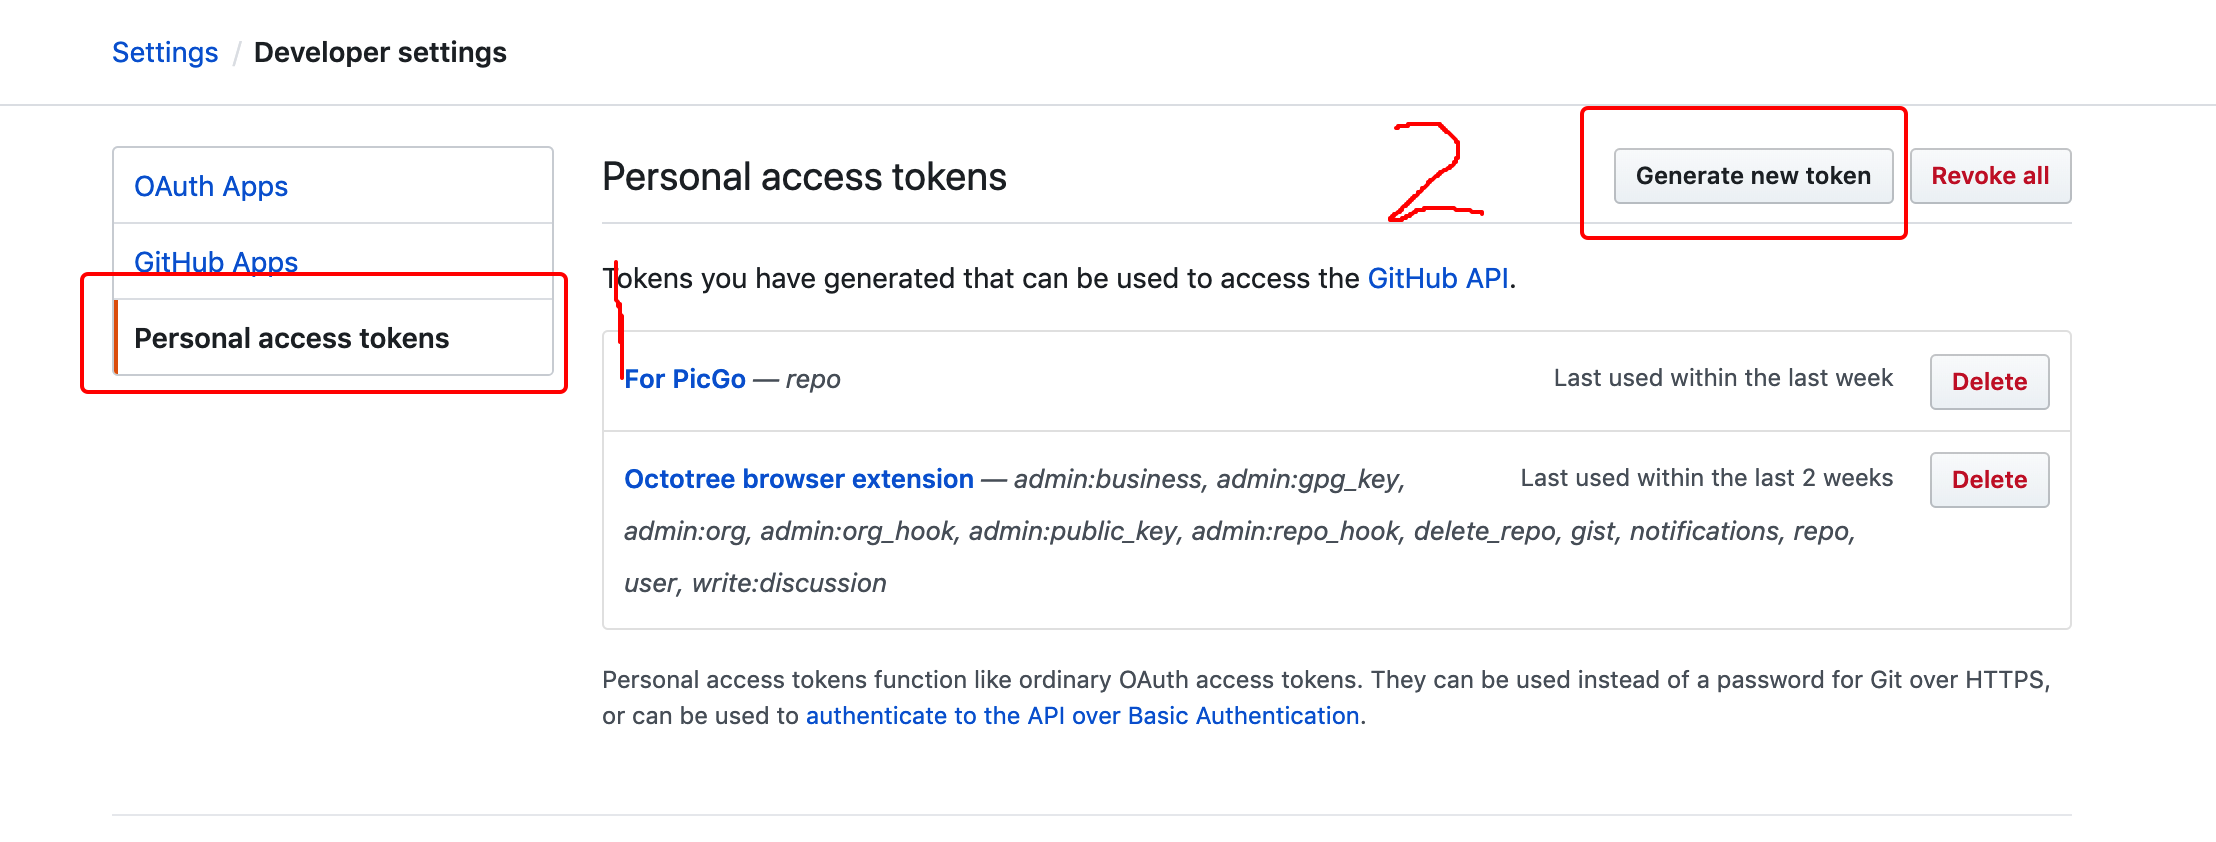 Settings / Developer settings
OAuth Apps
GitHub Apps
Personal access tokens
Personal access tokens
2
Generate new token
Revoke all
1
Tokens you have generated that can be used to access the GitHub API.
For PicGo — repo
Last used within the last week
Delete
Octotree browser extension — admin:business, admin:gpg_key,
admin:org, admin:org_hook, admin:public_key, admin:repo_hook, delete_repo, gist, notifications, repo,
user, write:discussion
Last used within the last 2 weeks
Delete
Personal access tokens function like ordinary OAuth access tokens. They can be used instead of a password for Git over HTTPS,
or can be used to authenticate to the API over Basic Authentication.